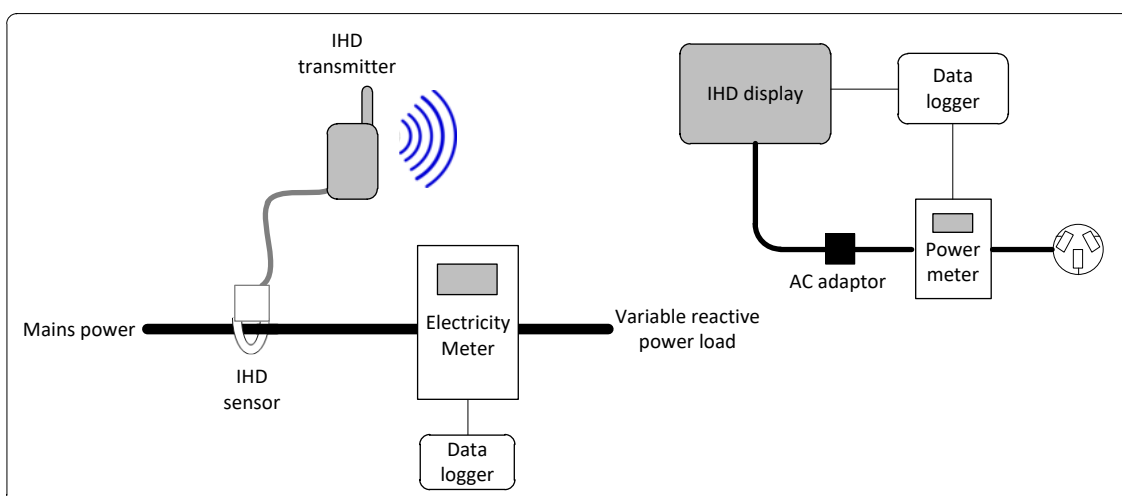 IHD
transmitter
IHD display
Data
logger
Power
meter
AC adaptor
Mains power
Electricity
Meter
Variable reactive
power load
IHD
sensor
Data
logger